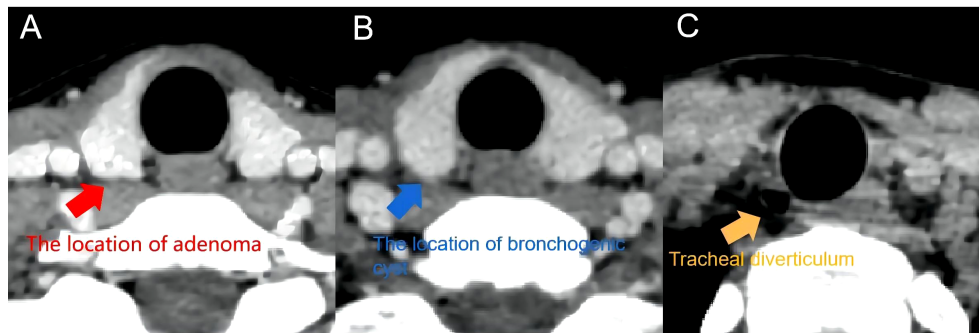 A
B
C
The location of adenoma
The location of bronchogenic
cyst
Tracheal diverticulum